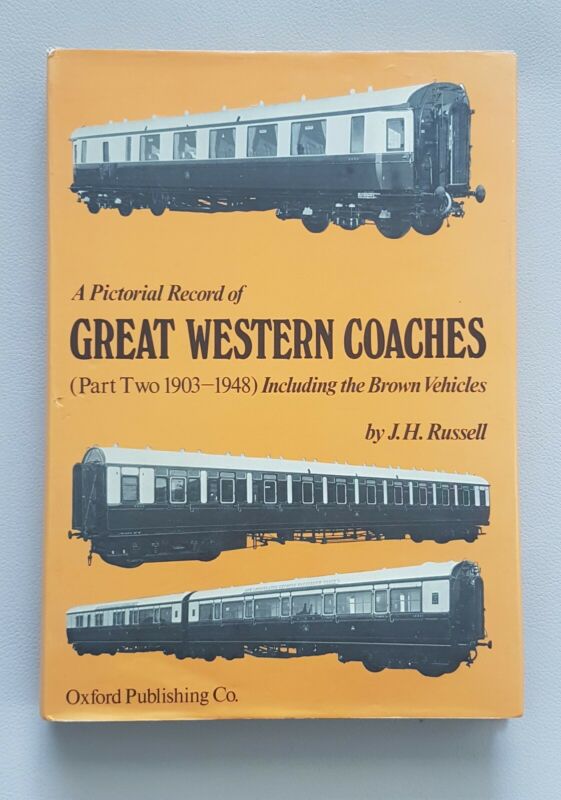 A Pictorial Record of
GREAT WESTERN COACHES
(Part Two 1903–1948) Including the Brown Vehicles
by J.H. Russell
Oxford Publishing Co.